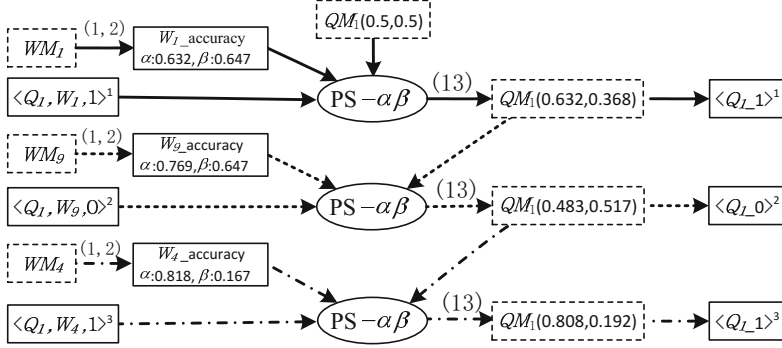 QM₁(0.5,0.5)
WM₁
(1, 2)
W₁_accuracy
α:0.632, β:0.647
<Q₁, W₁, 1>¹
PS−αβ
(13)
QM₁(0.632,0.368)
<Q₁_1>¹
WM₉
(1, 2)
W₉_accuracy
α:0.769, β:0.647
<Q₁, W₉, 0>²
PS−αβ
(13)
QM₁(0.483,0.517)
<Q₁_0>²
WM₄
(1, 2)
W₄_accuracy
α:0.818, β:0.167
<Q₁, W₄, 1>³
PS−αβ
(13)
QM₁(0.808,0.192)
<Q₁_1>³